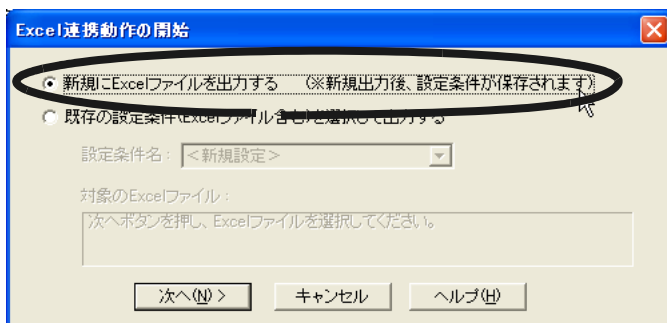 Excel連携動作の開始
新規にExcelファイルを出力する （※新規出力後、設定条件が保存されます）
既存の設定条件(Excelファイル含む)を選択して出力する
設定条件名： <新規設定>
対象のExcelファイル：
次へボタンを押し、Excelファイルを選択してください。
次へ(N) > キャンセル ヘルプ(H)